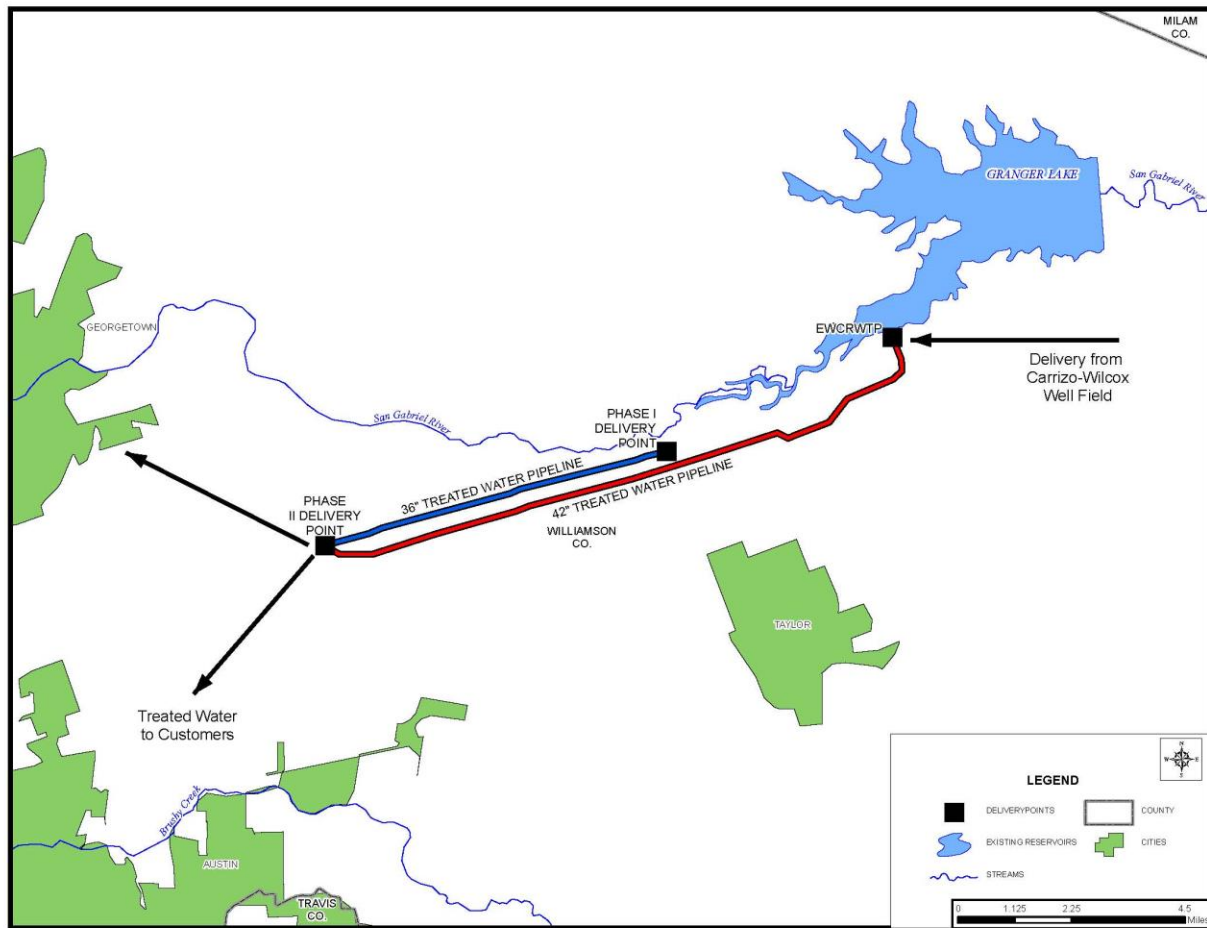 MILAM
CO.
GRANGER LAKE
San Gabriel River
GEORGETOWN
EWCRWTP
Delivery from
Carrizo-Wilcox
Well Field
San Gabriel River
PHASE I
DELIVERY
POINT
36" TREATED WATER PIPELINE
42" TREATED WATER PIPELINE
PHASE
II DELIVERY
POINT
WILLIAMSON
CO.
TAYLOR
Treated Water
to Customers
Brushy Creek
AUSTIN
TRAVIS
CO.
N
W E
S
LEGEND
DELIVERYPOINTS
COUNTY
EXISTING RESERVOIRS
CITIES
STREAMS
0 1.125 2.25 4.5
Miles